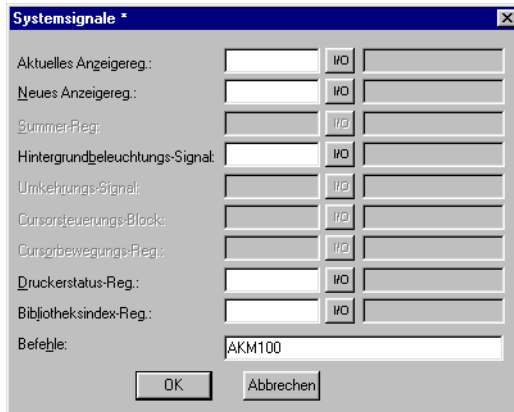 Systemsignale *
Aktuelles Anzeigereg.: I/O
Neues Anzeigereg.: I/O
Summer-Reg: I/O
Hintergrundbeleuchtungs-Signal: I/O
Umkehrungs-Signal: I/O
Cursorsteuerungs-Block: I/O
Cursorbewegungs-Reg.: I/O
Druckerstatus-Reg.: I/O
Bibliotheksindex-Reg.: I/O
Befehle: AKM100
OK Abbrechen